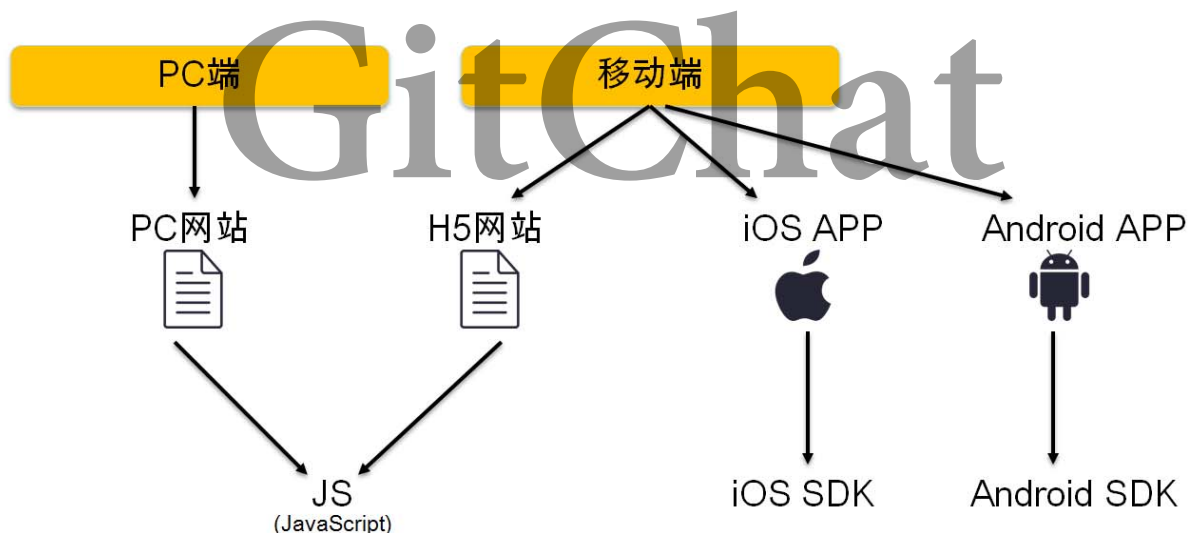 GitChat
PC端
移动端
PC网站
H5网站
iOS APP
Android APP
JS
(JavaScript)
iOS SDK
Android SDK